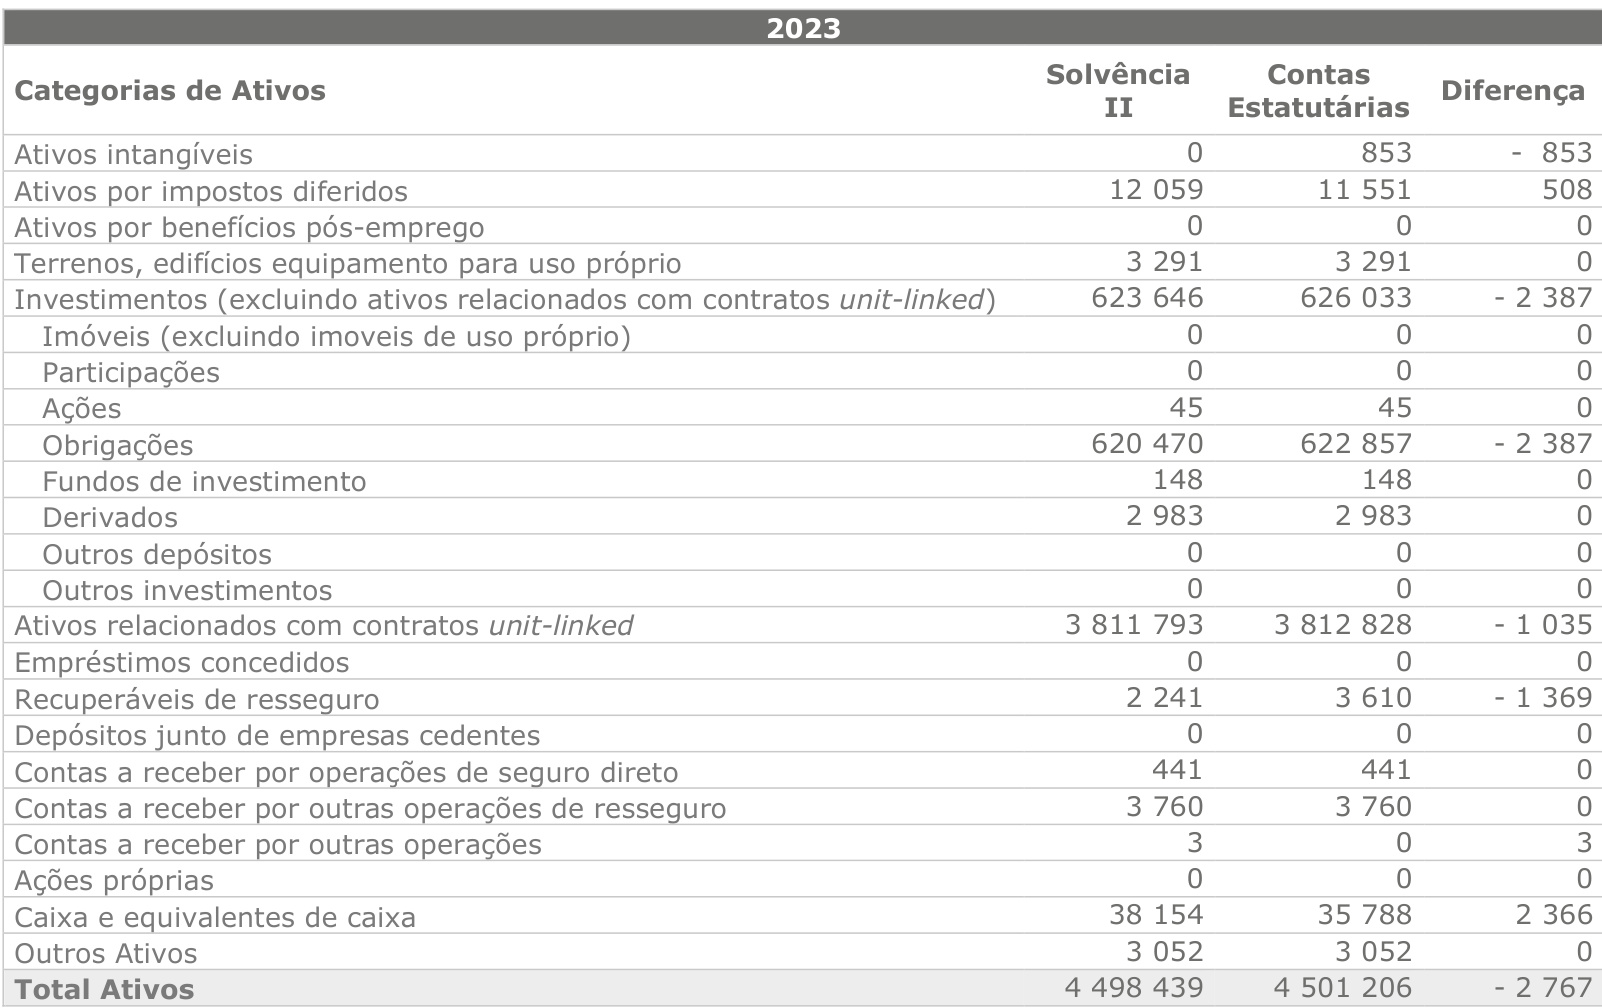 2023
Categorias de Ativos Solvência II Contas Estatutárias Diferença
Ativos intangíveis 0 853 - 853
Ativos por impostos diferidos 12 059 11 551 508
Ativos por benefícios pós-emprego 0 0 0
Terrenos, edifícios equipamento para uso próprio 3 291 3 291 0
Investimentos (excluindo ativos relacionados com contratos unit-linked) 623 646 626 033 - 2 387
Imóveis (excluindo imoveis de uso próprio) 0 0 0
Participações 0 0 0
Ações 45 45 0
Obrigações 620 470 622 857 - 2 387
Fundos de investimento 148 148 0
Derivados 2 983 2 983 0
Outros depósitos 0 0 0
Outros investimentos 0 0 0
Ativos relacionados com contratos unit-linked 3 811 793 3 812 828 - 1 035
Empréstimos concedidos 0 0 0
Recuperáveis de resseguro 2 241 3 610 - 1 369
Depósitos junto de empresas cedentes 0 0 0
Contas a receber por operações de seguro direto 441 441 0
Contas a receber por outras operações de resseguro 3 760 3 760 0
Contas a receber por outras operações 3 0 3
Ações próprias 0 0 0
Caixa e equivalentes de caixa 38 154 35 788 2 366
Outros Ativos 3 052 3 052 0
Total Ativos 4 498 439 4 501 206 - 2 767